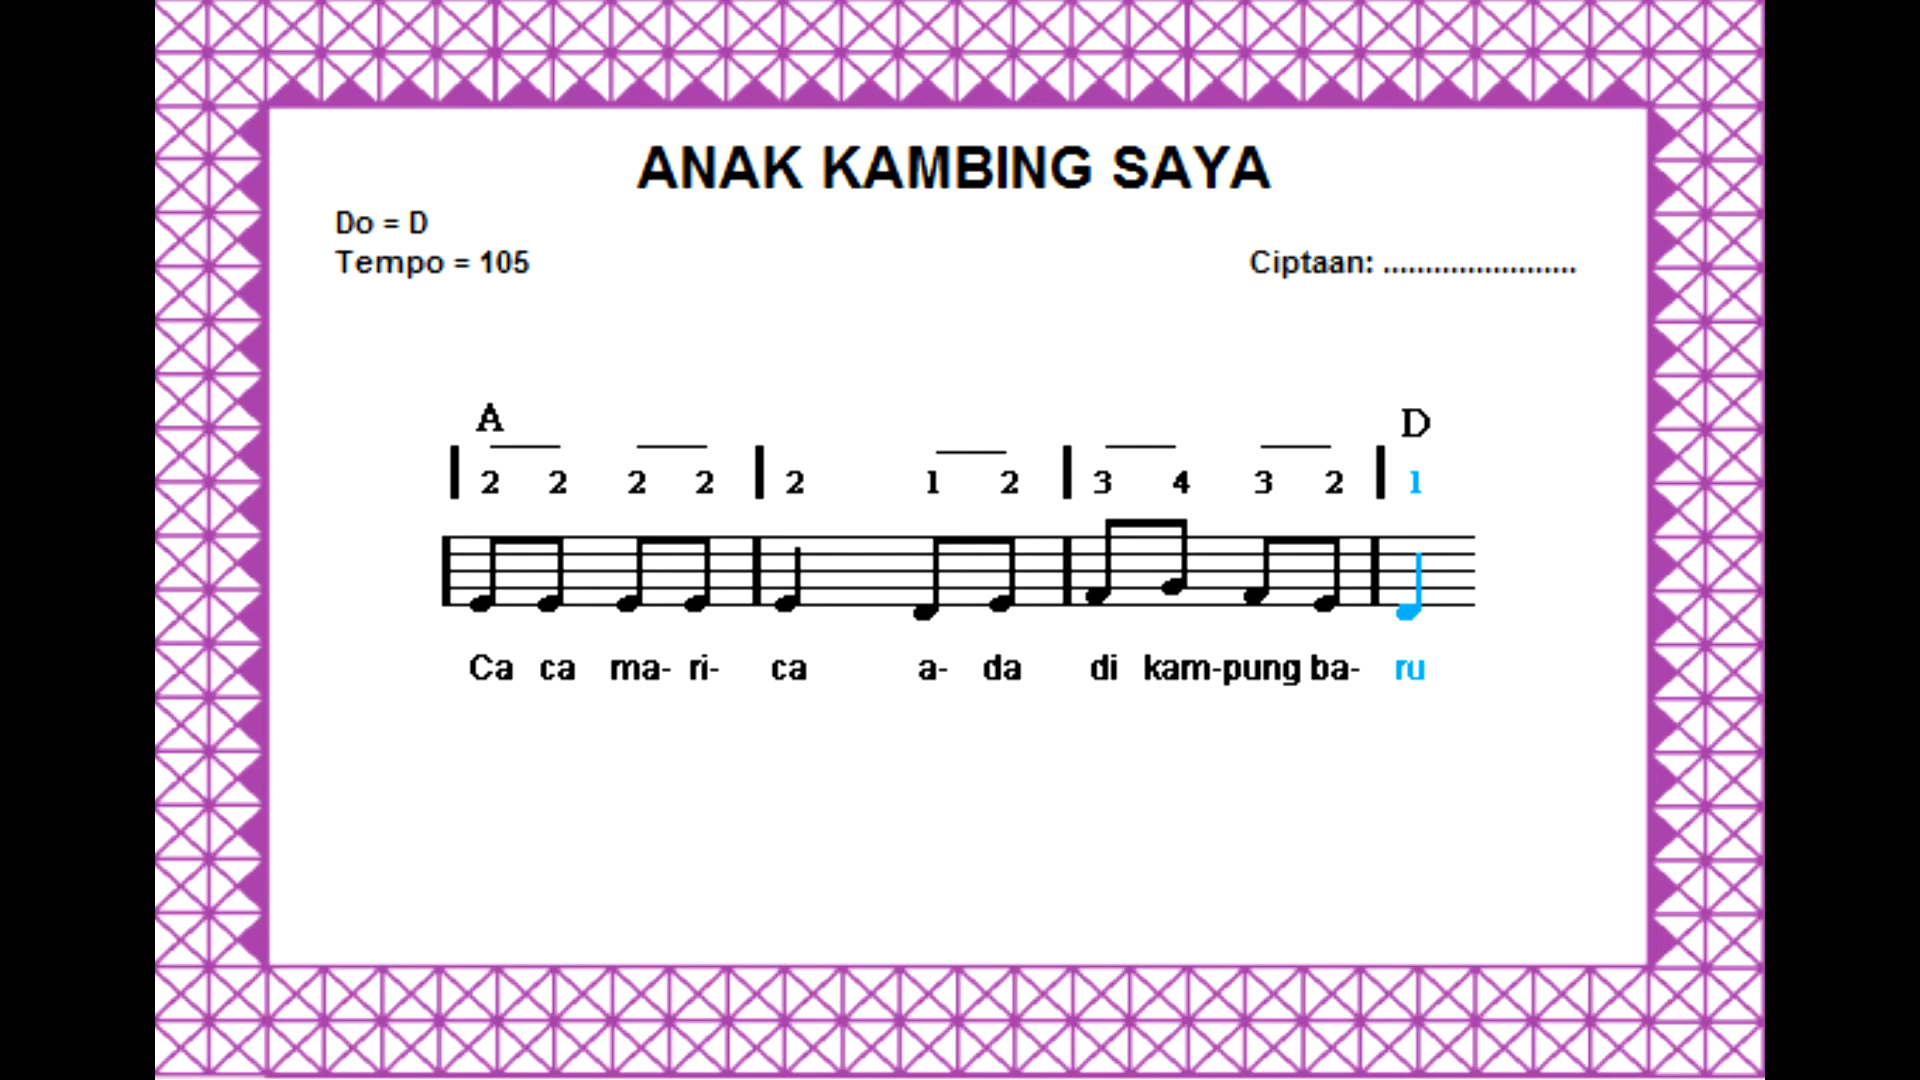 ANAK KAMBING SAYA
Do = D
Tempo = 105
Ciptaan: .......................
A D
| 2 2 2 2 | 2 1 2 | 3 4 3 2 | 1
Ca ca ma- ri- ca a- da di kam-pung ba- ru